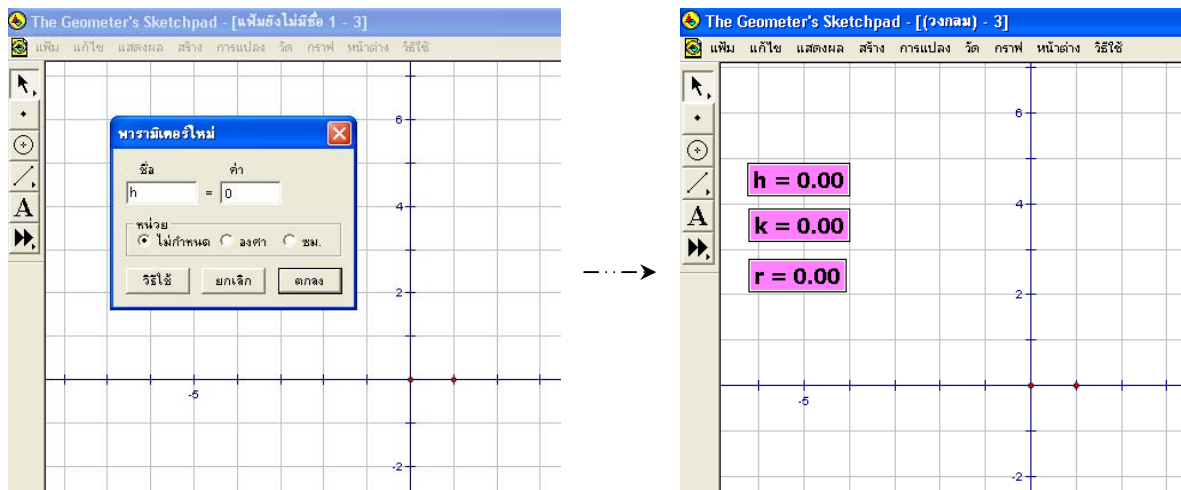 The Geometer's Sketchpad - [แฟ้มยังไม่มีชื่อ 1 - 3]
แฟ้ม แก้ไข แสดงผล สร้าง การแปลง วัด กราฟ หน้าต่าง วิธีใช้
A
พารามิเตอร์ใหม่
ชื่อ ค่า
h = 0
หน่วย
ไม่กำหนด องศา ซม.
วิธีใช้ ยกเลิก ตกลง
6
4
2
-5
-2
The Geometer's Sketchpad - [(วงกลม) - 3]
แฟ้ม แก้ไข แสดงผล สร้าง การแปลง วัด กราฟ หน้าต่าง วิธีใช้
A
6
h = 0.00
4
k = 0.00
r = 0.00
2
-5
-2